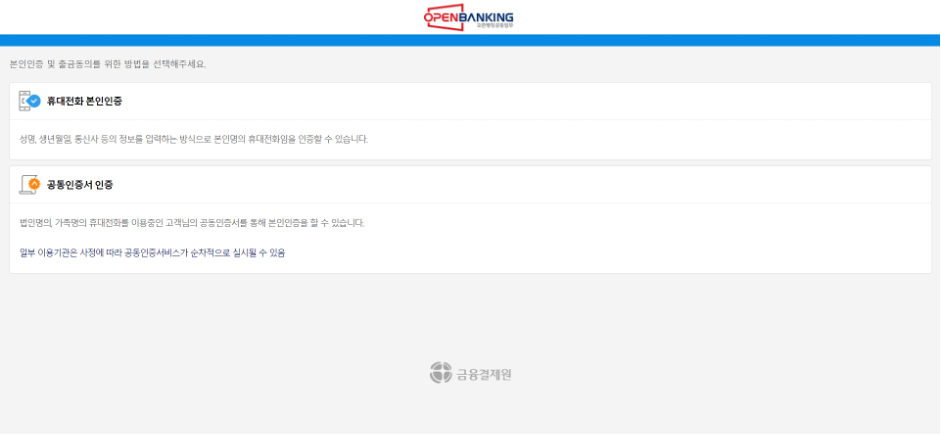 OPENBANKING
오픈뱅킹공동업무
본인인증 및 출금동의를 위한 방법을 선택해주세요.
휴대전화 본인인증
성명, 생년월일, 통신사 등의 정보를 입력하는 방식으로 본인명의 휴대전화임을 인증할 수 있습니다.
공동인증서 인증
법인명의, 가족명의 휴대전화를 이용중인 고객님의 공동인증서를 통해 본인인증을 할 수 있습니다.
일부 이용기관은 사정에 따라 공동인증서비스가 순차적으로 실시될 수 있음
금융결제원